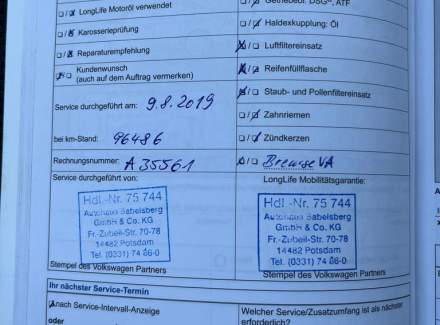 LongLife Motoröl verwendet
Getriebeöl: DSG®, ATF
Karosserieprüfung
Haldexkupplung: Öl
Reparaturempfehlung
Luftfiltereinsatz
Kundenwunsch
(auch auf dem Auftrag vermerken)
Reifenfüllflasche
Service durchgeführt am: 9.8.2019
Staub- und Pollenfiltereinsatz
Zahnriemen
bei km-Stand: 96486
Zündkerzen
Rechnungsnummer: A35561
Bremse VA
Service durchgeführt von:
LongLife Mobilitätsgarantie:
Hdl.-Nr. 75 744
Autohaus Babelsberg
GmbH & Co. KG
Fr.-Zubeil-Str. 70-78
14482 Potsdam
Tel. (0331) 74 86-0
Hdl.-Nr. 75 744
Autohaus Babelsberg
GmbH & Co. KG
Fr.-Zubeil-Str. 70-78
14482 Potsdam
Tel. (0331) 74 86-0
Stempel des Volkswagen Partners
Stempel des Volkswagen Partners
Ihr nächster Service-Termin
Nach Service-Intervall-Anzeige
oder
Welcher Service/Zusatzumfang ist als nächster
erforderlich?